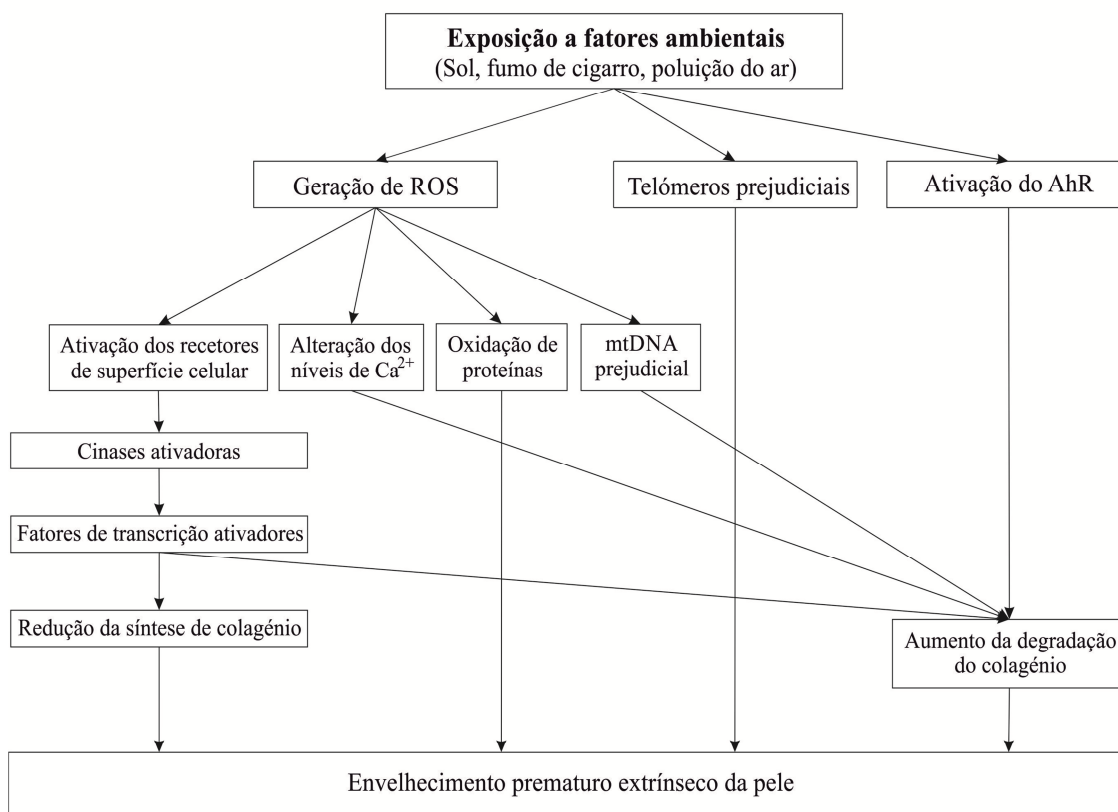 Exposição a fatores ambientais
(Sol, fumo de cigarro, poluição do ar)
Geração de ROS
Telómeros prejudiciais
Ativação do AhR
Ativação dos recetores
de superfície celular
Alteração dos
níveis de Ca²⁺
Oxidação de
proteínas
mtDNA
prejudicial
Cinases ativadoras
Fatores de transcrição ativadores
Redução da síntese de colagénio
Aumento da degradação
do colagénio
Envelhecimento prematuro extrínseco da pele